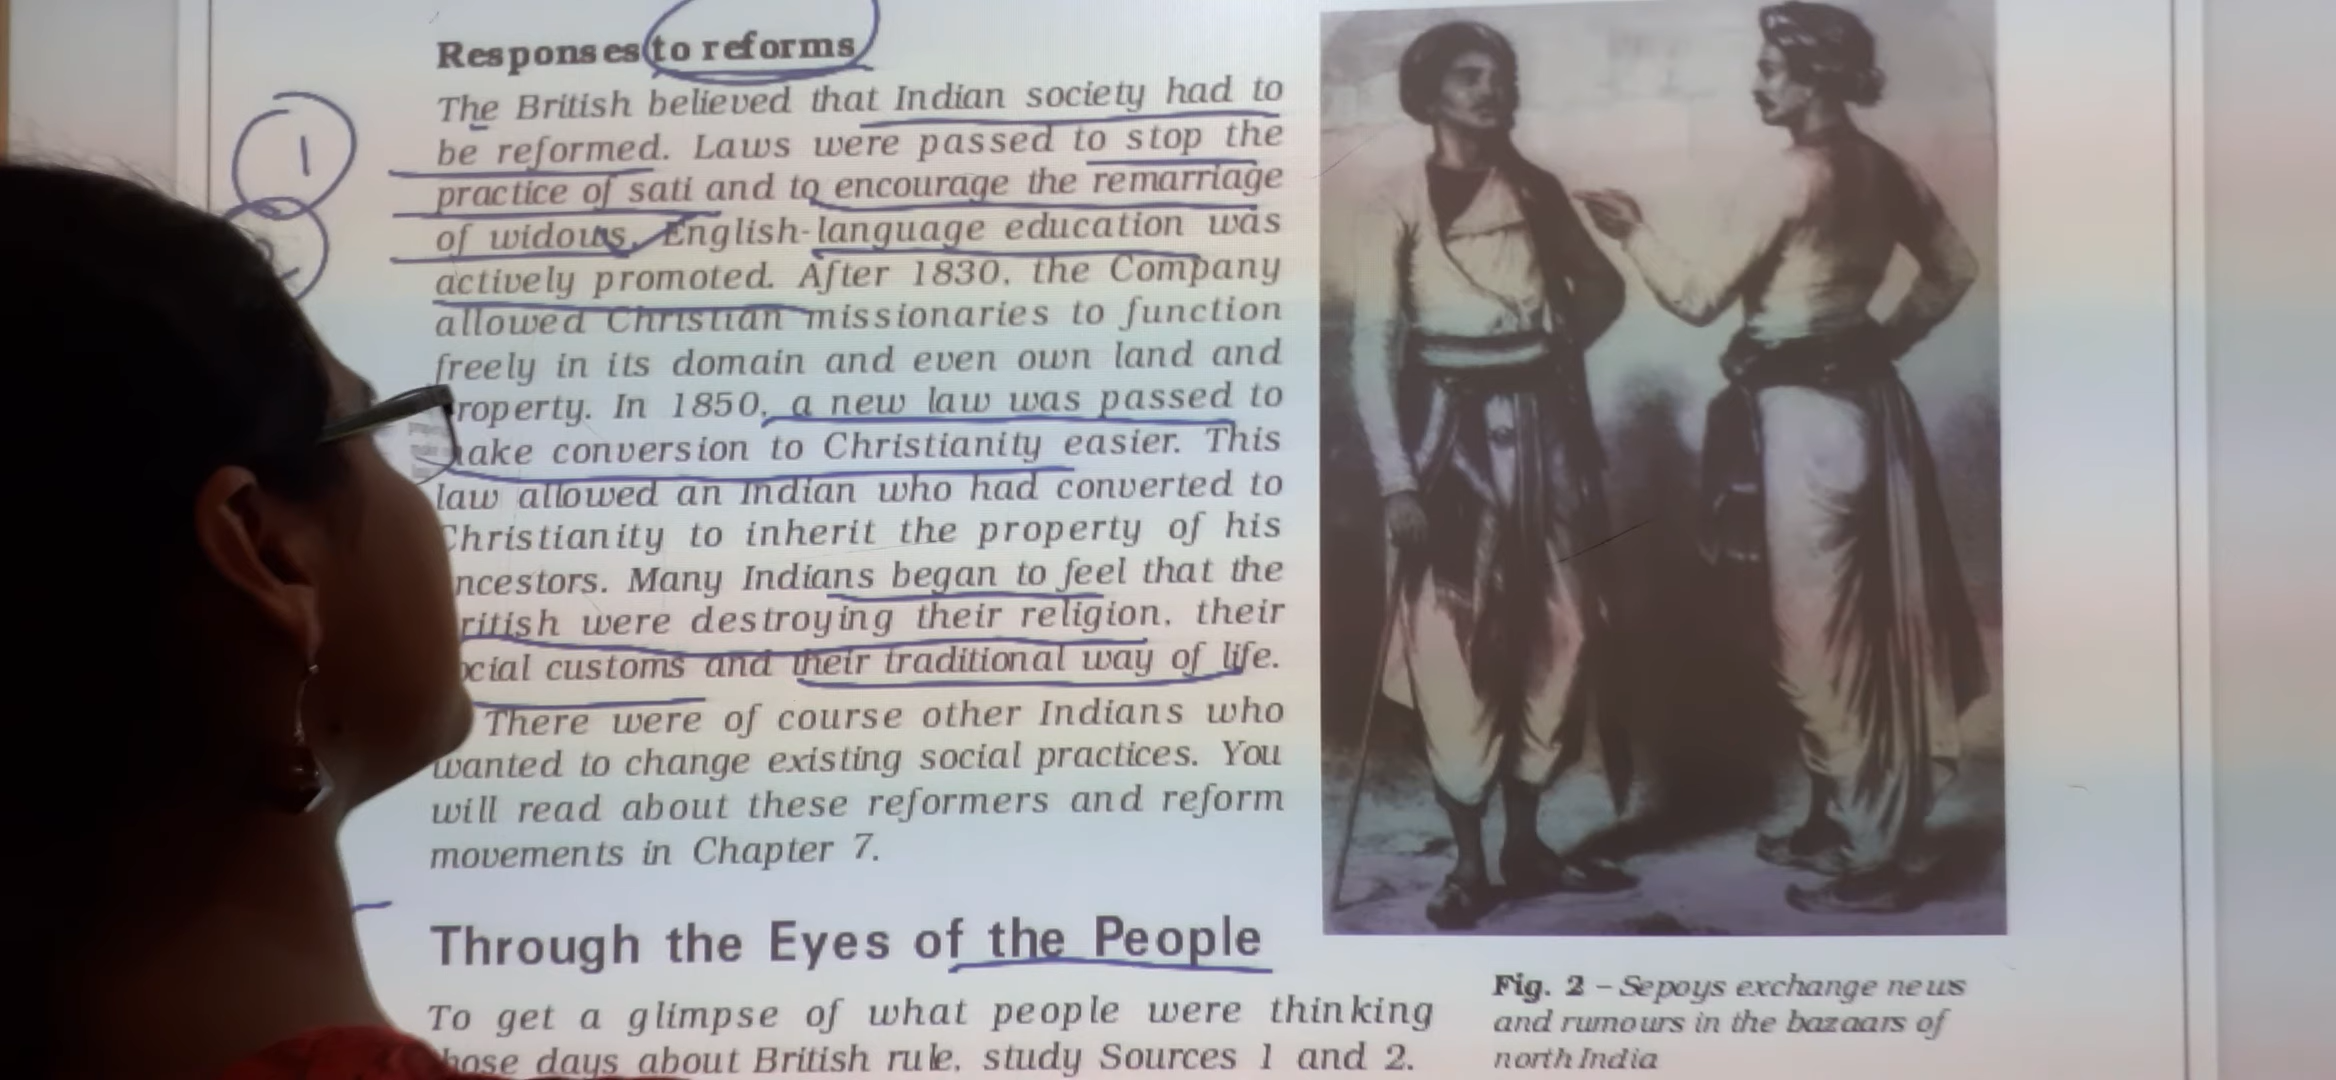 Responses to reforms
1
The British believed that Indian society had to
be reformed. Laws were passed to stop the
practice of sati and to encourage the remarriage
of widows. English-language education was
actively promoted. After 1830, the Company
allowed Christian missionaries to function
freely in its domain and even own land and
roperty. In 1850, a new law was passed to
ake conversion to Christianity easier. This
law allowed an Indian who had converted to
Christianity to inherit the property of his
ncestors. Many Indians began to feel that the
ritish were destroying their religion, their
ocial customs and their traditional way of life.
There were of course other Indians who
wanted to change existing social practices. You
will read about these reformers and reform
movements in Chapter 7.
Through the Eyes of the People
To get a glimpse of what people were thinking
hose days about British rule, study Sources 1 and 2.
Fig. 2 – Sepoys exchange news
and rumours in the bazaars of
north India